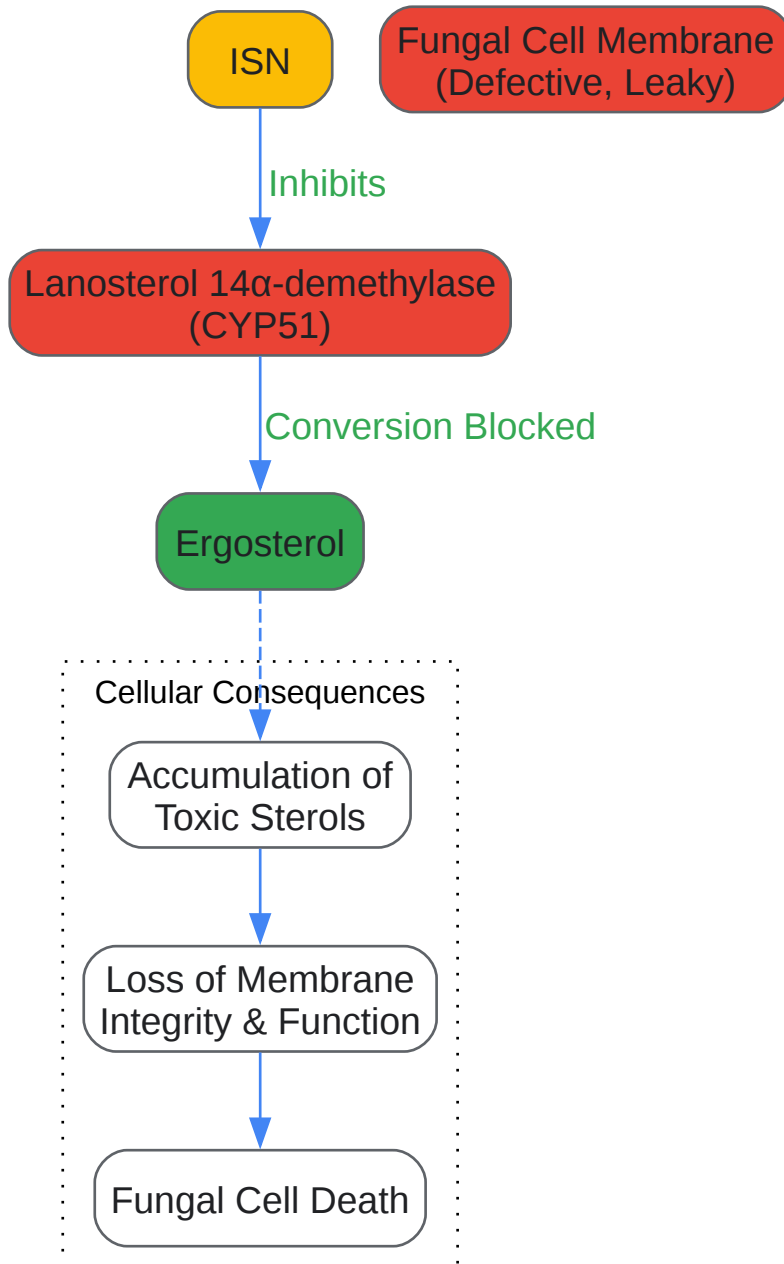 ISN
Fungal Cell Membrane
(Defective, Leaky)
Inhibits
Lanosterol 14α-demethylase
(CYP51)
Conversion Blocked
Ergosterol
Cellular Consequences
Accumulation of
Toxic Sterols
Loss of Membrane
Integrity & Function
Fungal Cell Death